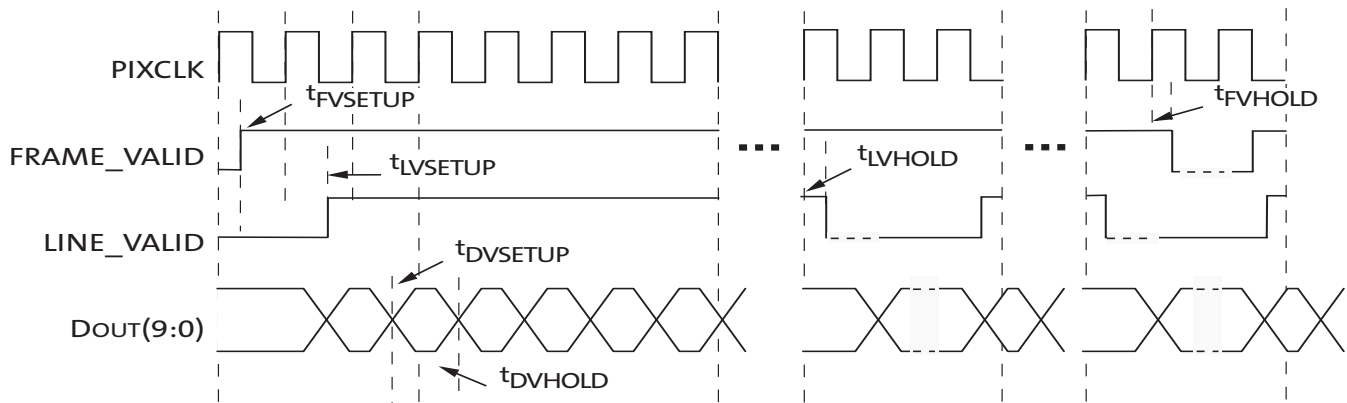 PIXCLK
tFVSETUP
tFVHOLD
FRAME_VALID
tLVSETUP
tLVHOLD
LINE_VALID
tDVSETUP
DOUT(9:0)
tDVHOLD